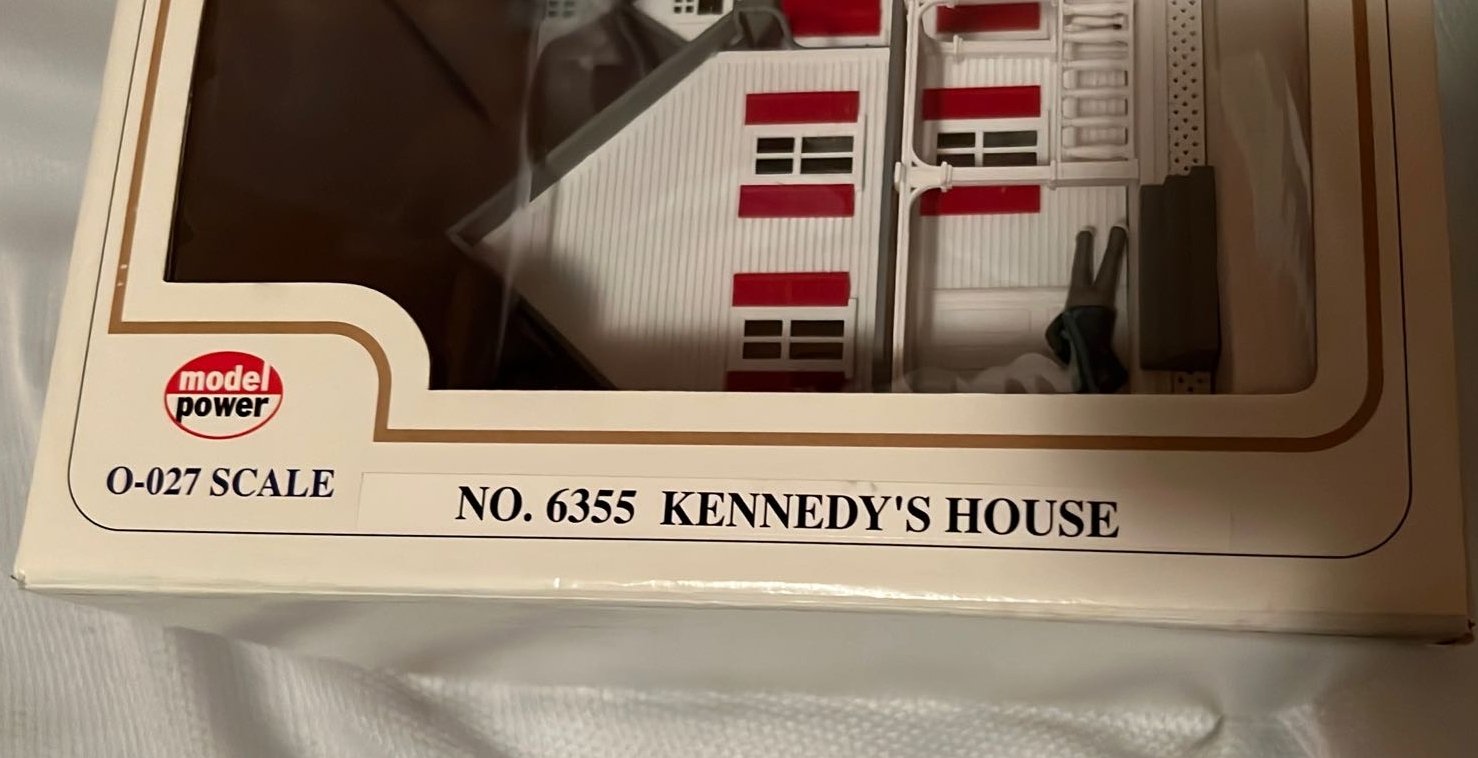 model
power
O-027 SCALE
NO. 6355 KENNEDY'S HOUSE